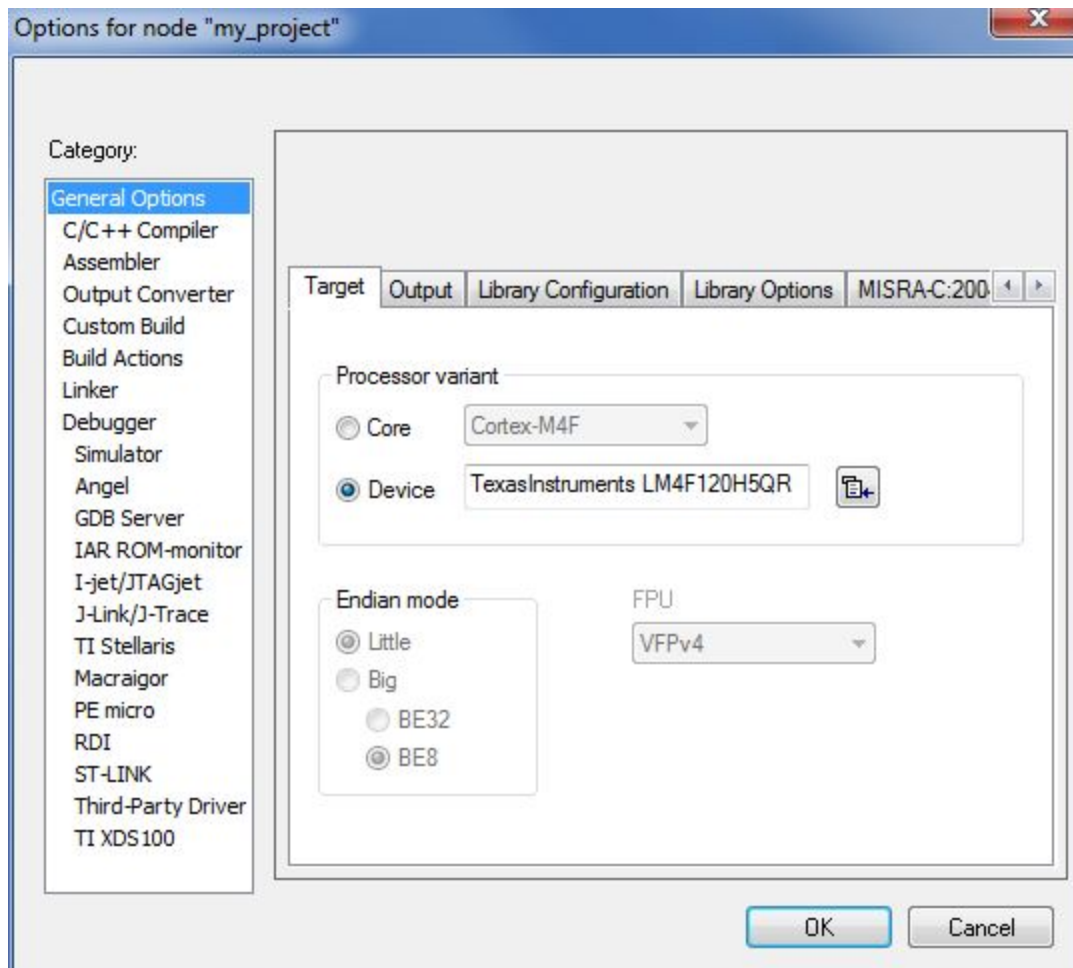 Options for node "my_project"
X
Category:
General Options
C/C++ Compiler
Assembler
Output Converter
Custom Build
Build Actions
Linker
Debugger
Simulator
Angel
GDB Server
IAR ROM-monitor
I-jet/JTAGjet
J-Link/J-Trace
TI Stellaris
Macraigor
PE micro
RDI
ST-LINK
Third-Party Driver
TI XDS100
Target Output Library Configuration Library Options MISRA-C:200
Processor variant
Core Cortex-M4F
Device TexasInstruments LM4F120H5QR
Endian mode
Little
Big
BE32
BE8
FPU
VFPv4
OK Cancel